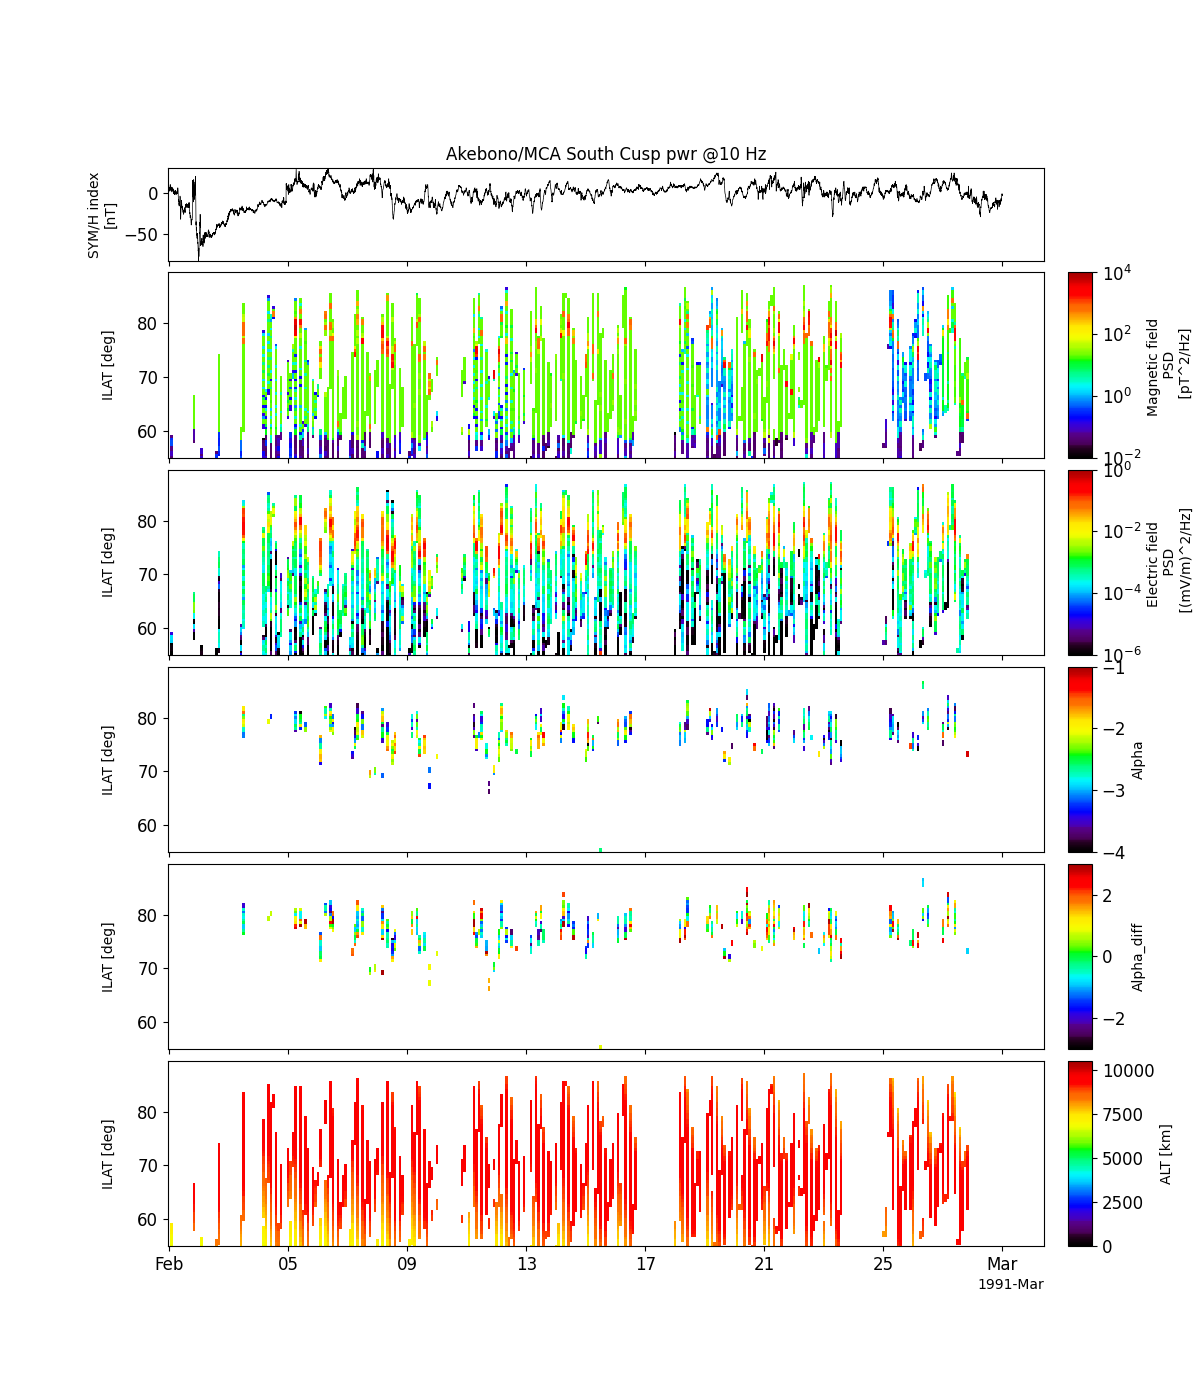 Akebono/MCA South Cusp pwr @10 Hz
SYM/H index
[nT]
0
−50
ILAT [deg]
80
70
60
10^4
10^2
10^0
10^−2
Magnetic field
PSD
[pT^2/Hz]
ILAT [deg]
80
70
60
10^0
10^−2
10^−4
10^−6
Electric field
PSD
[(mV/m)^2/Hz]
ILAT [deg]
80
70
60
−1
−2
−3
−4
Alpha
ILAT [deg]
80
70
60
2
0
−2
Alpha_diff
ILAT [deg]
80
70
60
10000
7500
5000
2500
0
ALT [km]
Feb 05 09 13 17 21 25 Mar
1991-Mar